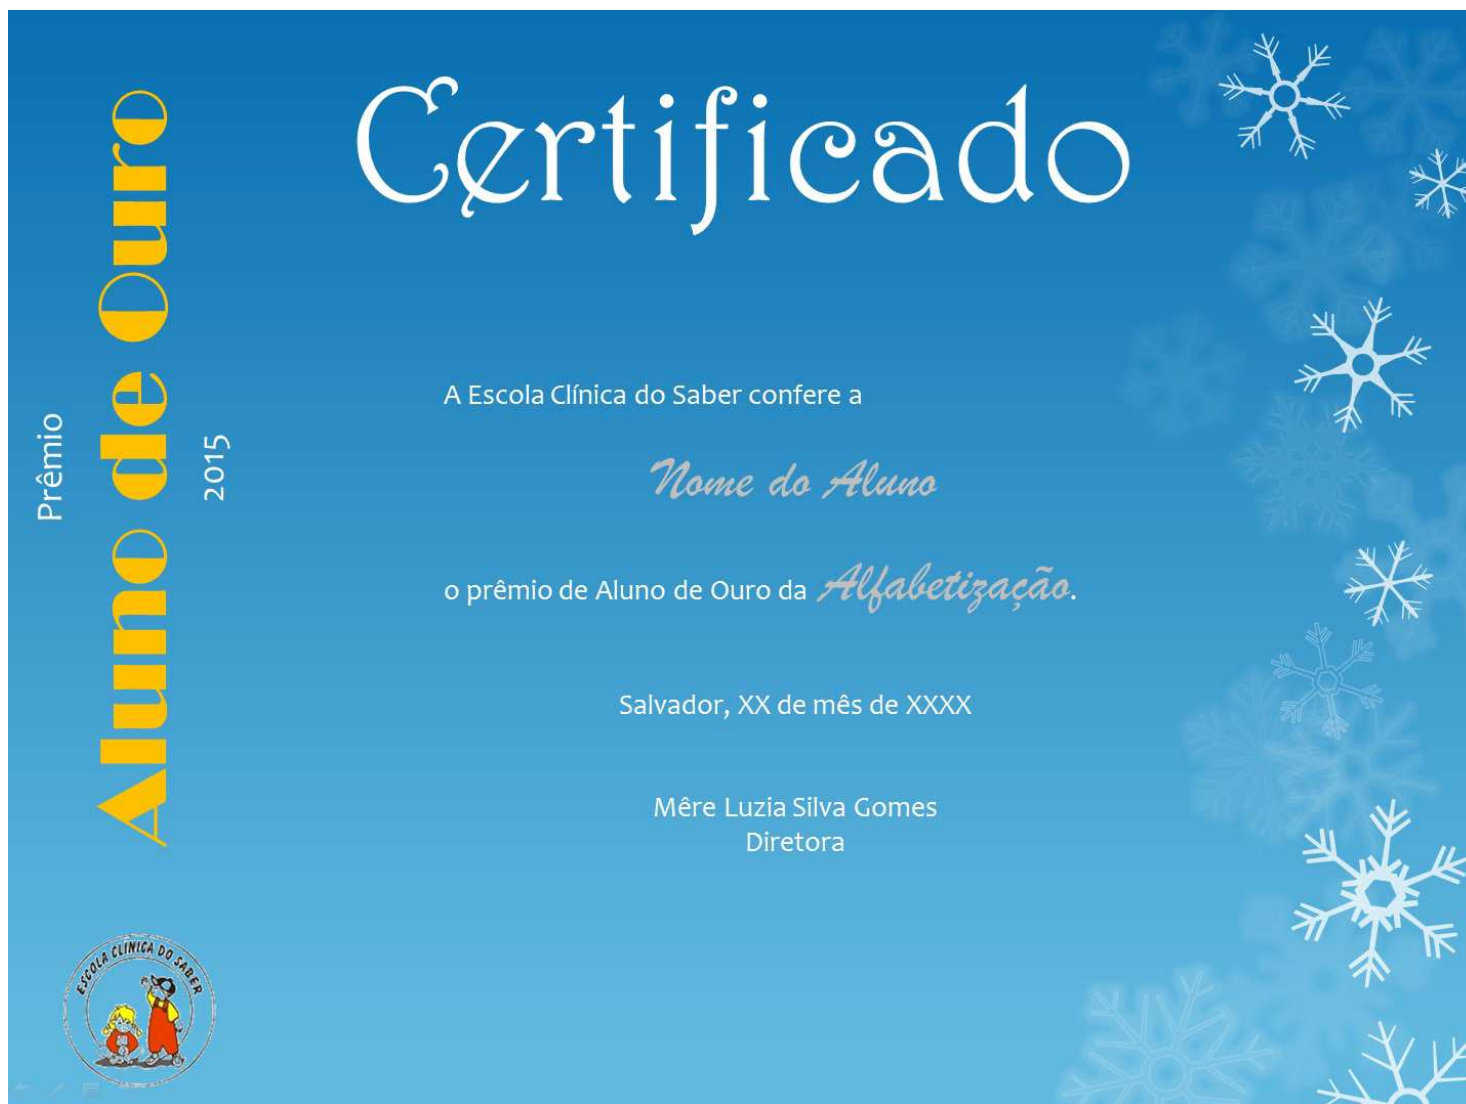 Certificado
Prêmio
Aluno de Ouro
2015
A Escola Clínica do Saber confere a
Nome do Aluno
o prêmio de Aluno de Ouro da Alfabetização.
Salvador, XX de mês de XXXX
Mêre Luzia Silva Gomes
Diretora
ESCOLA CLÍNICA DO SABER